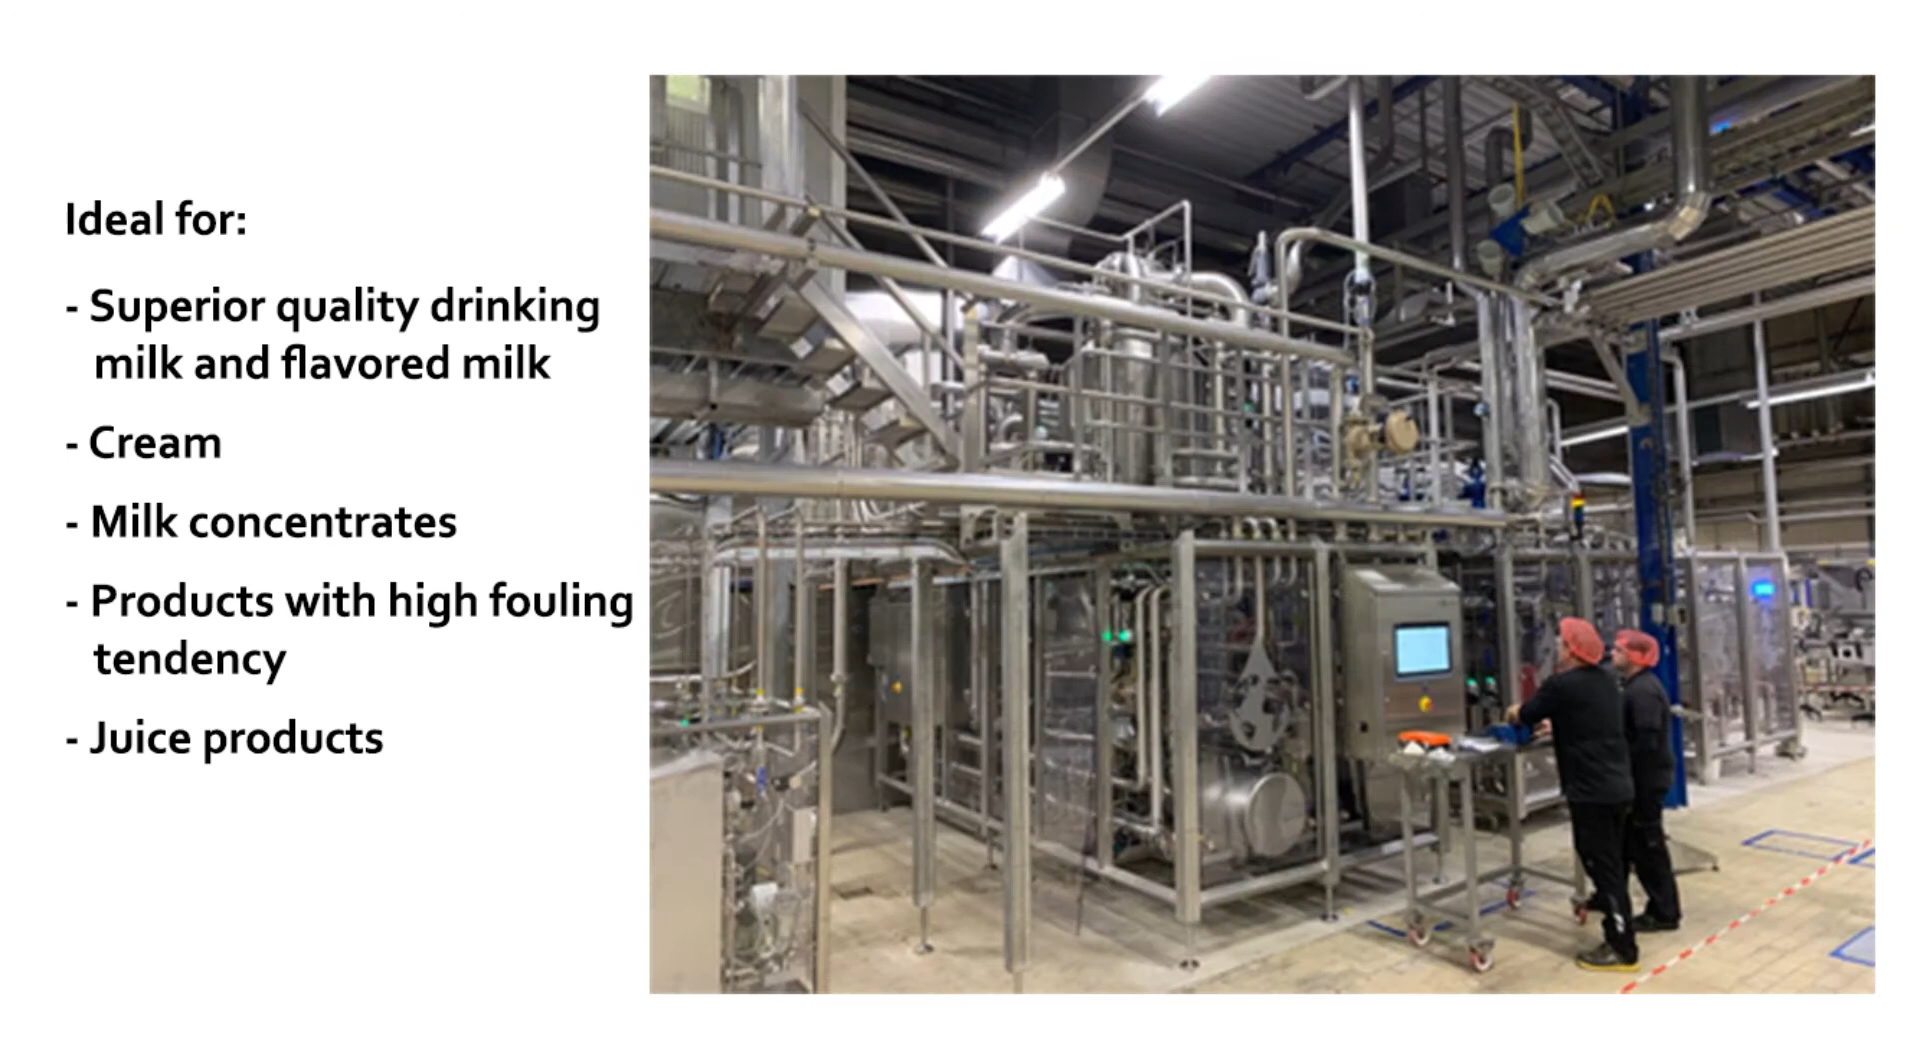 Ideal for:
- Superior quality drinking
milk and flavored milk
- Cream
- Milk concentrates
- Products with high fouling
tendency
- Juice products